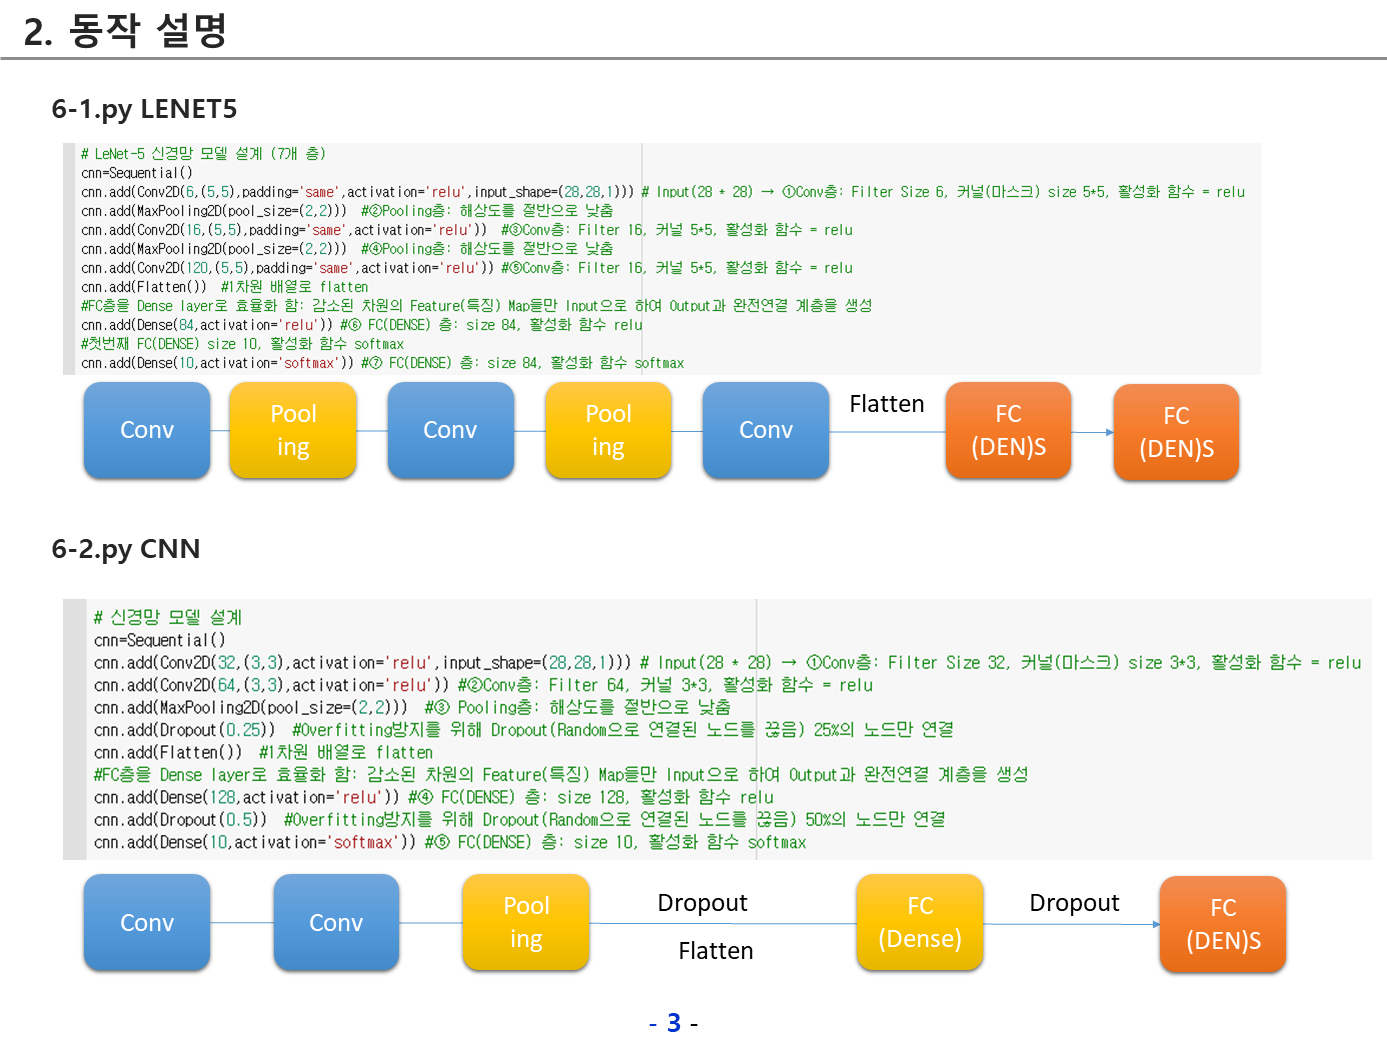 2. 동작 설명
6-1.py LENET5
# LeNet-5 신경망 모델 설계 (7개 층)
cnn=Sequential()
cnn.add(Conv2D(6,(5,5),padding='same',activation='relu',input_shape=(28,28,1))) # Input(28 * 28) → ①Conv층: Filter Size 6, 커널(마스크) size 5*5, 활성화 함수 = relu
cnn.add(MaxPooling2D(pool_size=(2,2))) #②Pooling층: 해상도를 절반으로 낮춤
cnn.add(Conv2D(16,(5,5),padding='same',activation='relu')) #③Conv층: Filter 16, 커널 5*5, 활성화 함수 = relu
cnn.add(MaxPooling2D(pool_size=(2,2))) #④Pooling층: 해상도를 절반으로 낮춤
cnn.add(Conv2D(120,(5,5),padding='same',activation='relu')) #⑤Conv층: Filter 16, 커널 5*5, 활성화 함수 = relu
cnn.add(Flatten()) #1차원 배열로 flatten
#FC층을 Dense layer로 효율화 함: 감소된 차원의 Feature(특징) Map들만 Input으로 하여 Output과 완전연결 계층을 생성
cnn.add(Dense(84,activation='relu')) #⑥ FC(DENSE) 층: size 84, 활성화 함수 relu
#첫번째 FC(DENSE) size 10, 활성화 함수 softmax
cnn.add(Dense(10,activation='softmax')) #⑦ FC(DENSE) 층: size 84, 활성화 함수 softmax
Conv
Pool
ing
Conv
Pool
ing
Conv
Flatten
FC
(DEN)S
FC
(DEN)S
6-2.py CNN
# 신경망 모델 설계
cnn=Sequential()
cnn.add(Conv2D(32,(3,3),activation='relu',input_shape=(28,28,1))) # Input(28 * 28) → ①Conv층: Filter Size 32, 커널(마스크) size 3*3, 활성화 함수 = relu
cnn.add(Conv2D(64,(3,3),activation='relu')) #②Conv층: Filter 64, 커널 3*3, 활성화 함수 = relu
cnn.add(MaxPooling2D(pool_size=(2,2))) #③ Pooling층: 해상도를 절반으로 낮춤
cnn.add(Dropout(0.25)) #Overfitting방지를 위해 Dropout(Random으로 연결된 노드를 끊음) 25%의 노드만 연결
cnn.add(Flatten()) #1차원 배열로 flatten
#FC층을 Dense layer로 효율화 함: 감소된 차원의 Feature(특징) Map들만 Input으로 하여 Output과 완전연결 계층을 생성
cnn.add(Dense(128,activation='relu')) #④ FC(DENSE) 층: size 128, 활성화 함수 relu
cnn.add(Dropout(0.5)) #Overfitting방지를 위해 Dropout(Random으로 연결된 노드를 끊음) 50%의 노드만 연결
cnn.add(Dense(10,activation='softmax')) #⑤ FC(DENSE) 층: size 10, 활성화 함수 softmax
Conv
Conv
Pool
ing
Dropout
Flatten
FC
(Dense)
Dropout
FC
(DEN)S
- 3 -